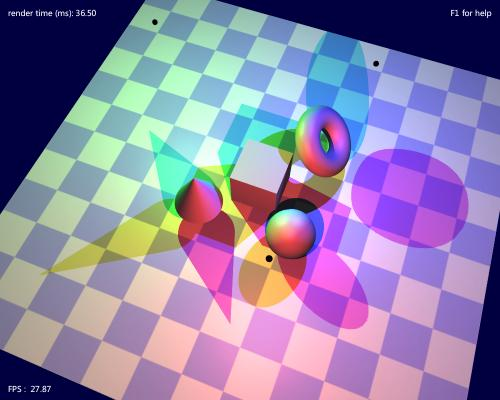 render time (ms): 36.50
F1 for help
FPS : 27.87